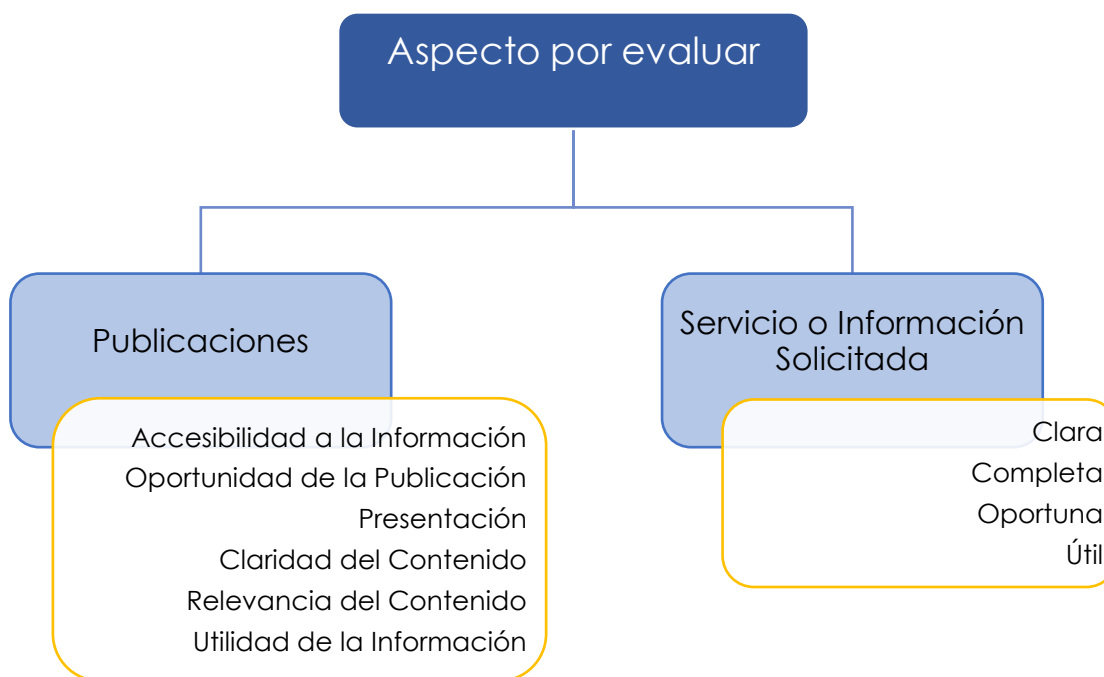 Aspecto por evaluar
Publicaciones
Accesibilidad a la Información
Oportunidad de la Publicación
Presentación
Claridad del Contenido
Relevancia del Contenido
Utilidad de la Información
Servicio o Información
Solicitada
Clara
Completa
Oportuna
Útil